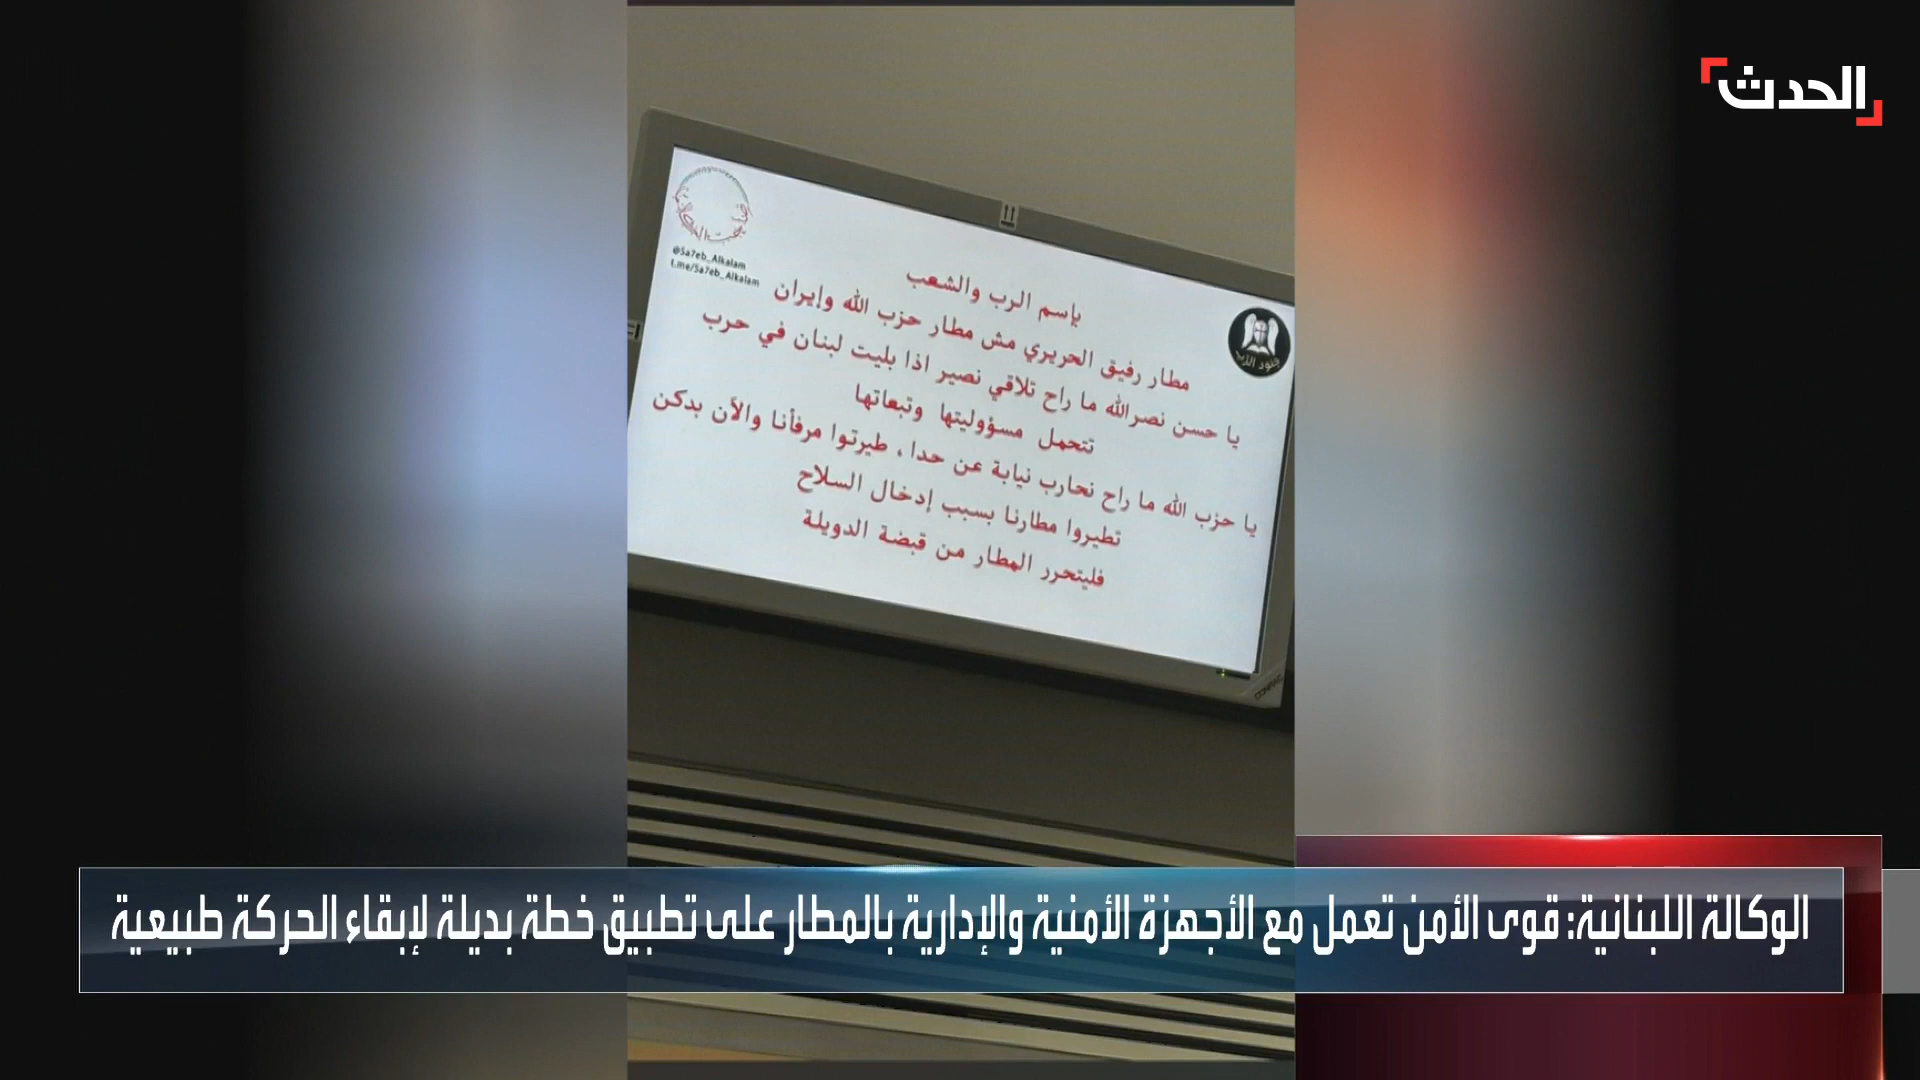 الحدث
@Sa7eb_Alkalam
t.me/Sa7eb_Alkalam
جنود الرب
بإسم الرب والشعب
مطار رفيق الحريري مش مطار حزب الله وإيران
يا حسن نصرالله ما راح تلاقي نصير اذا بليت لبنان في حرب
تتحمل مسؤوليتها وتبعاتها
يا حزب الله ما راح نحارب نيابة عن حدا ، طيرتوا مرفأنا والأن بدكن
تطيروا مطارنا بسبب إدخال السلاح
فليتحرر المطار من قبضة الدويلة
CONRAC
الوكالة اللبنانية: قوى الأمن تعمل مع الأجهزة الأمنية والإدارية بالمطار على تطبيق خطة بديلة لإبقاء الحركة طبيعية